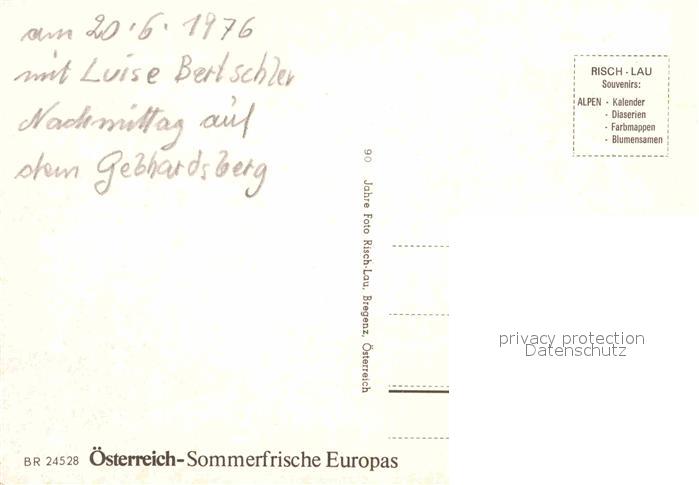 am 20.6.1976
mit Luise Bertschler
Nachmittag auf
dem Gebhardsberg
RISCH - LAU
Souvenirs:
ALPEN - Kalender
- Diaserien
- Farbmappen
- Blumensamen
90 Jahre Foto Risch-Lau, Bregenz, Österreich
privacy protection
Datenschutz
BR 24528 Österreich-Sommerfrische Europas